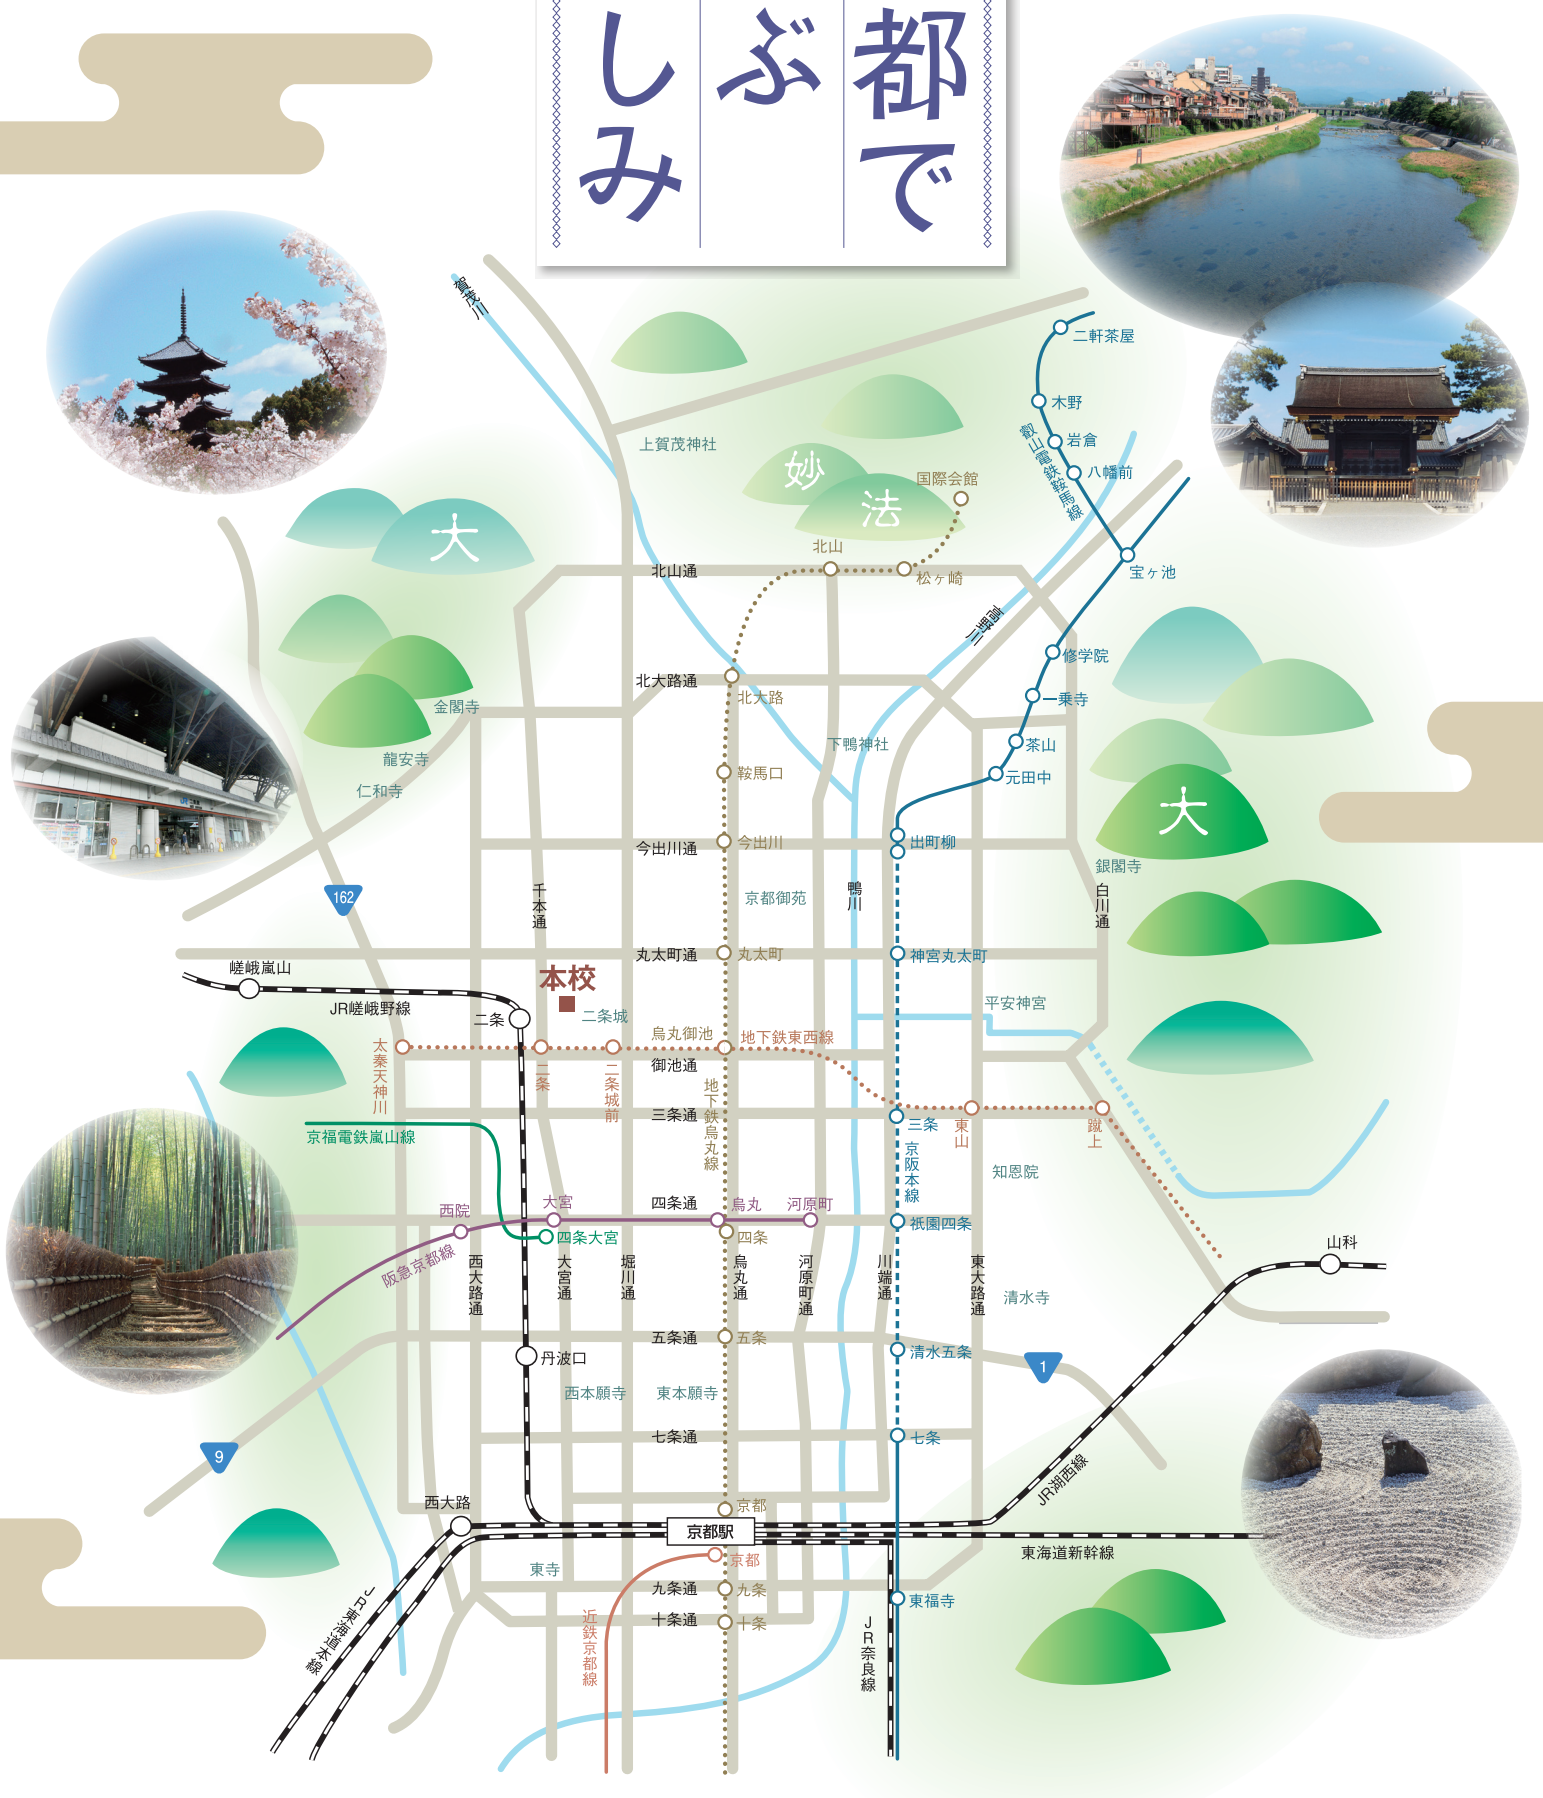 都で
ぶ
しみ
賀茂川
二軒茶屋
木野
岩倉
八幡前
叡山電鉄鞍馬線
上賀茂神社
妙
法
国際会館
大
北山
北山通
松ヶ崎
宝ヶ池
高野川
修学院
北大路通
北大路
一乗寺
金閣寺
下鴨神社
茶山
龍安寺
鞍馬口
元田中
仁和寺
大
今出川通
今出川
出町柳
銀閣寺
162
千本通
京都御苑
鴨川
白川通
丸太町通
丸太町
神宮丸太町
嵯峨嵐山
本校
JR嵯峨野線
二条
二条城
平安神宮
烏丸御池
地下鉄東西線
太秦天神川
御池通
二条
二条城前
地下鉄烏丸線
三条通
三条
東山
蹴上
京福電鉄嵐山線
京阪本線
知恩院
西院
大宮
四条通
烏丸
河原町
祇園四条
四条大宮
四条
阪急京都線
山科
西大路通
大宮通
堀川通
烏丸通
河原町通
川端通
東大路通
清水寺
五条通
五条
清水五条
丹波口
1
西本願寺
東本願寺
七条通
七条
9
JR湖西線
西大路
京都
京都駅
東海道新幹線
京都
東寺
九条通
九条
東福寺
十条通
十条
近鉄京都線
JR奈良線
JR東海道本線